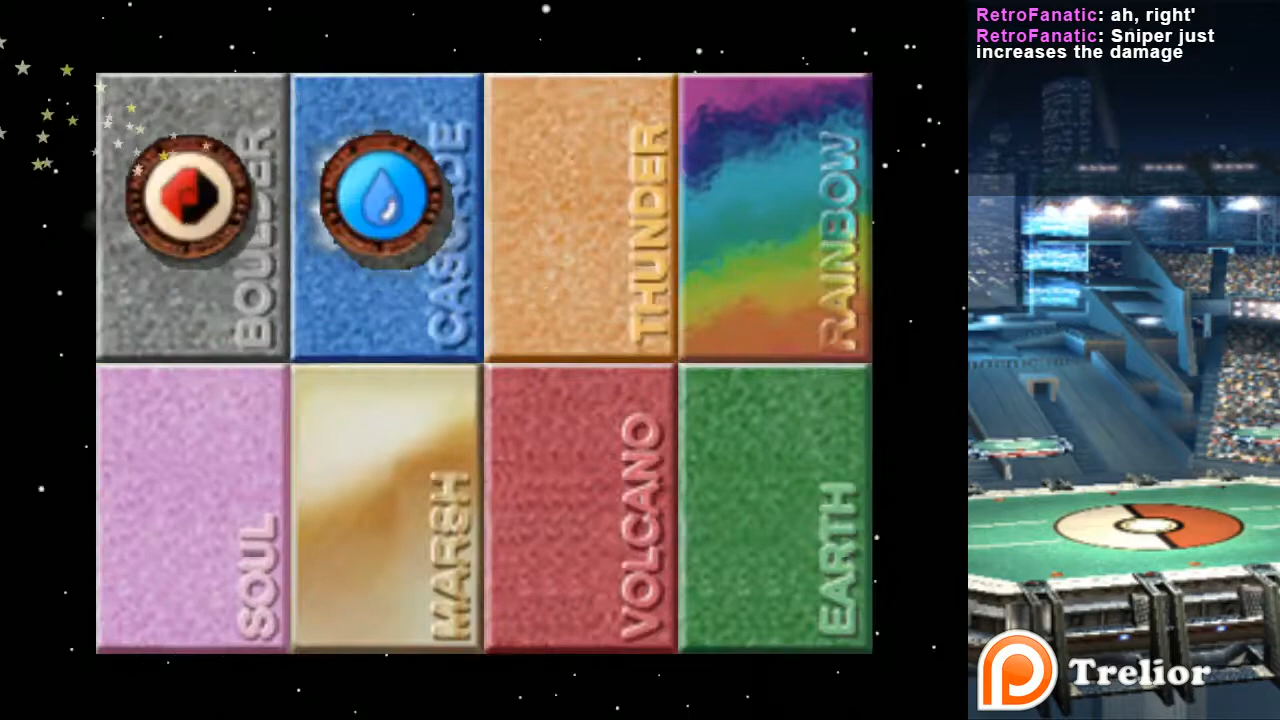 RetroFanatic: ah, right'
RetroFanatic: Sniper just
increases the damage
BOULDER
CASCADE
THUNDER
RAINBOW
SOUL
MARSH
VOLCANO
EARTH
Trelior